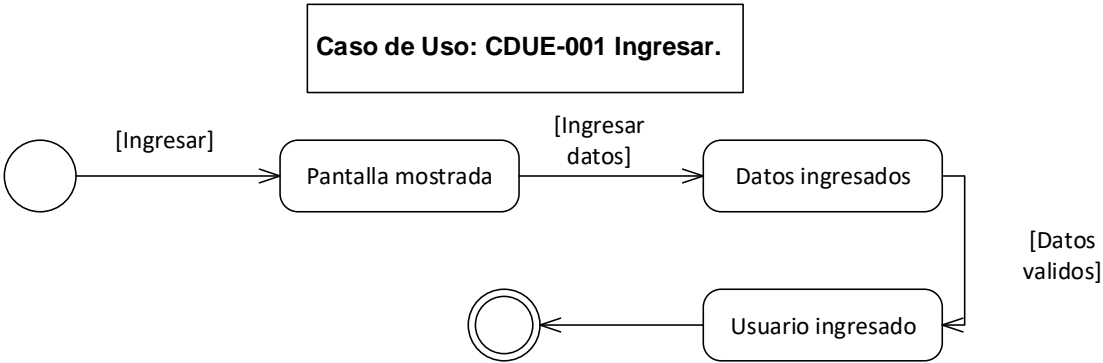 Caso de Uso: CDUE-001 Ingresar.
[Ingresar]
Pantalla mostrada
[Ingresar
datos]
Datos ingresados
[Datos
validos]
Usuario ingresado